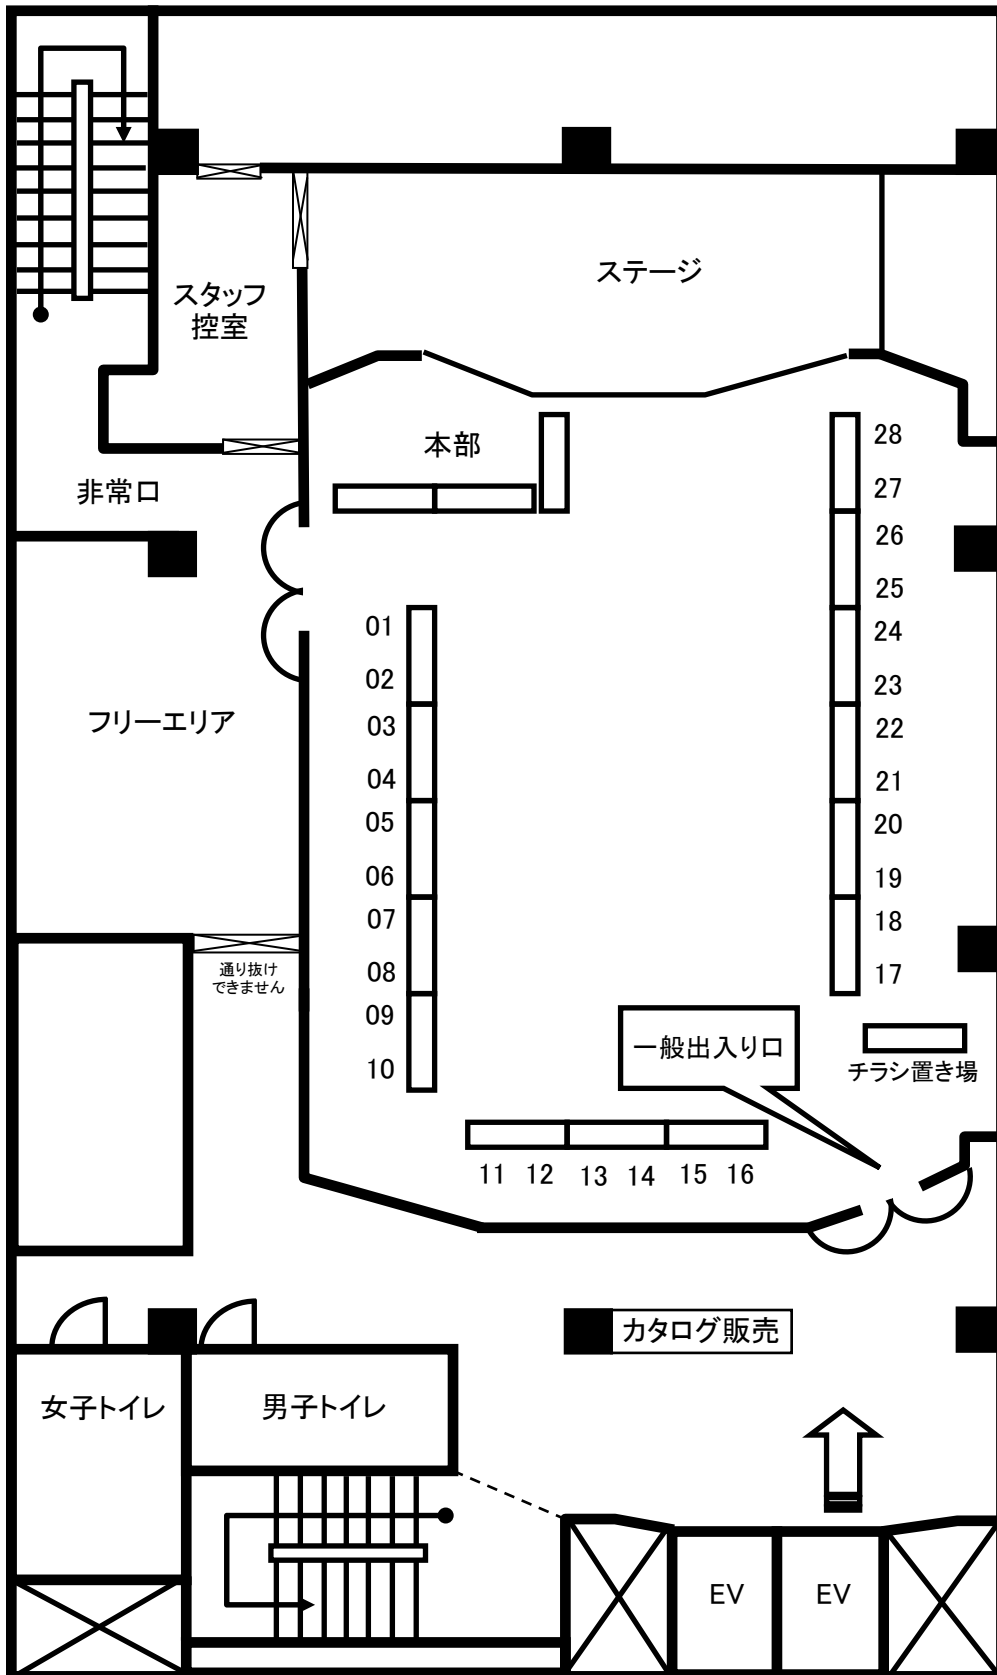 ステージ
スタッフ
控室
本部
非常口
28
27
26
25
24
23
22
21
20
19
18
17
01
02
03
04
05
06
07
08
09
10
フリーエリア
通り抜け
できません
一般出入り口
チラシ置き場
11 12 13 14 15 16
カタログ販売
女子トイレ
男子トイレ
EV
EV